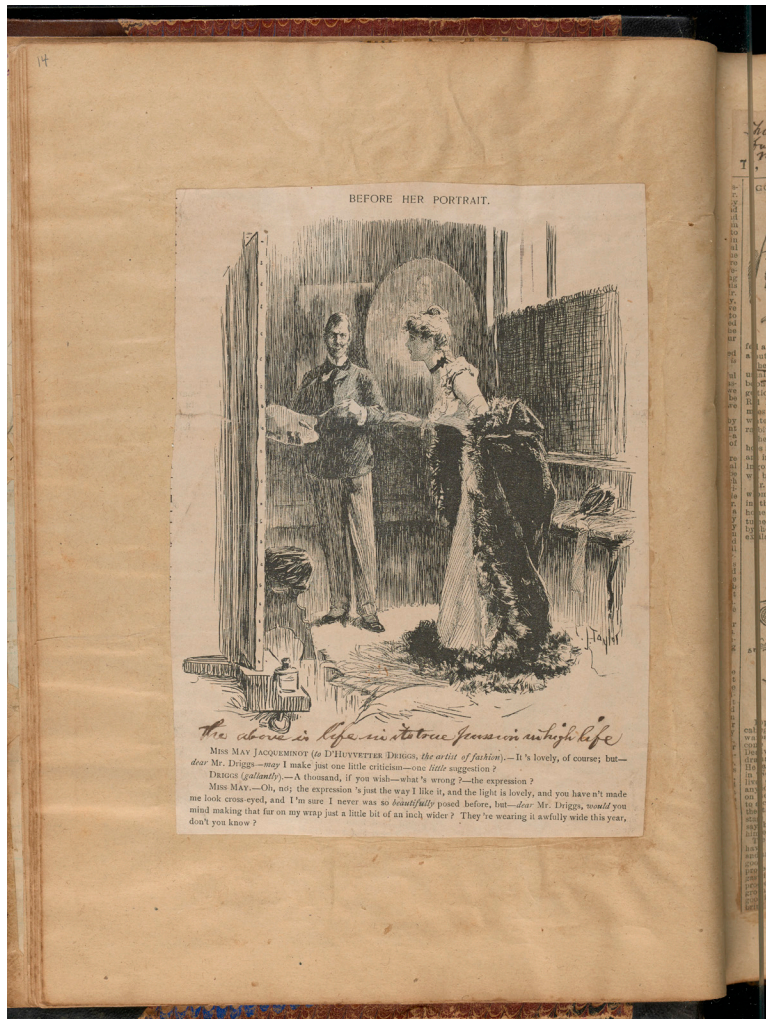 14
BEFORE HER PORTRAIT.
C. J. Taylor
the above is life in its true passion in high life
MISS MAY JACQUEMINOT (to D'HUYVETTER DRIGGS, the artist of fashion).—It's lovely, of course; but—
dear Mr. Driggs—may I make just one little criticism—one little suggestion ?
DRIGGS (gallantly).—A thousand, if you wish—what's wrong ?—the expression ?
MISS MAY.—Oh, no; the expression 's just the way I like it, and the light is lovely, and you have n't made
me look cross-eyed, and I 'm sure I never was so beautifully posed before, but—dear Mr. Driggs, would you
mind making that fur on my wrap just a little bit of an inch wider ? They 're wearing it awfully wide this year,
don't you know ?